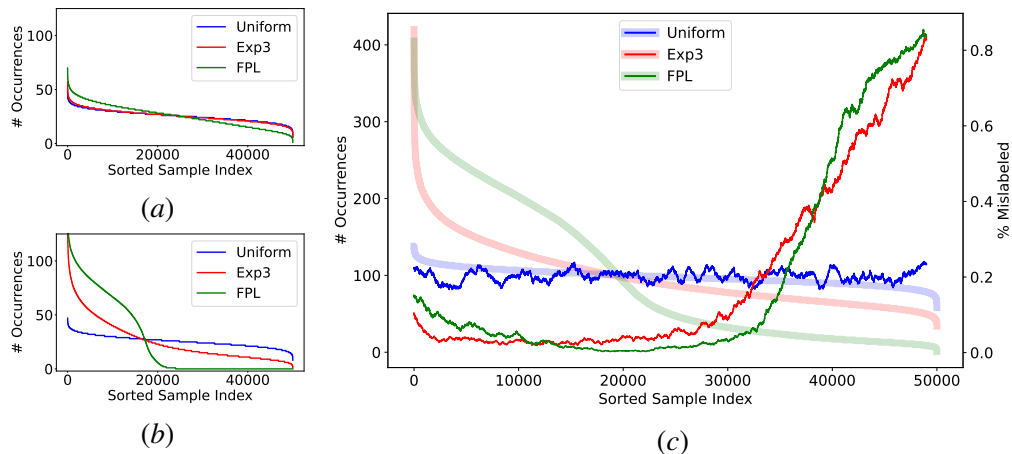 100
50
0
# Occurrences
Uniform
Exp3
FPL
0
20000
40000
Sorted Sample Index
(a)
100
50
0
# Occurrences
Uniform
Exp3
FPL
0
20000
40000
Sorted Sample Index
(b)
400
300
200
100
0
# Occurrences
Uniform
Exp3
FPL
0.8
0.6
0.4
0.2
0.0
% Mislabeled
0
10000
20000
30000
40000
50000
Sorted Sample Index
(c)